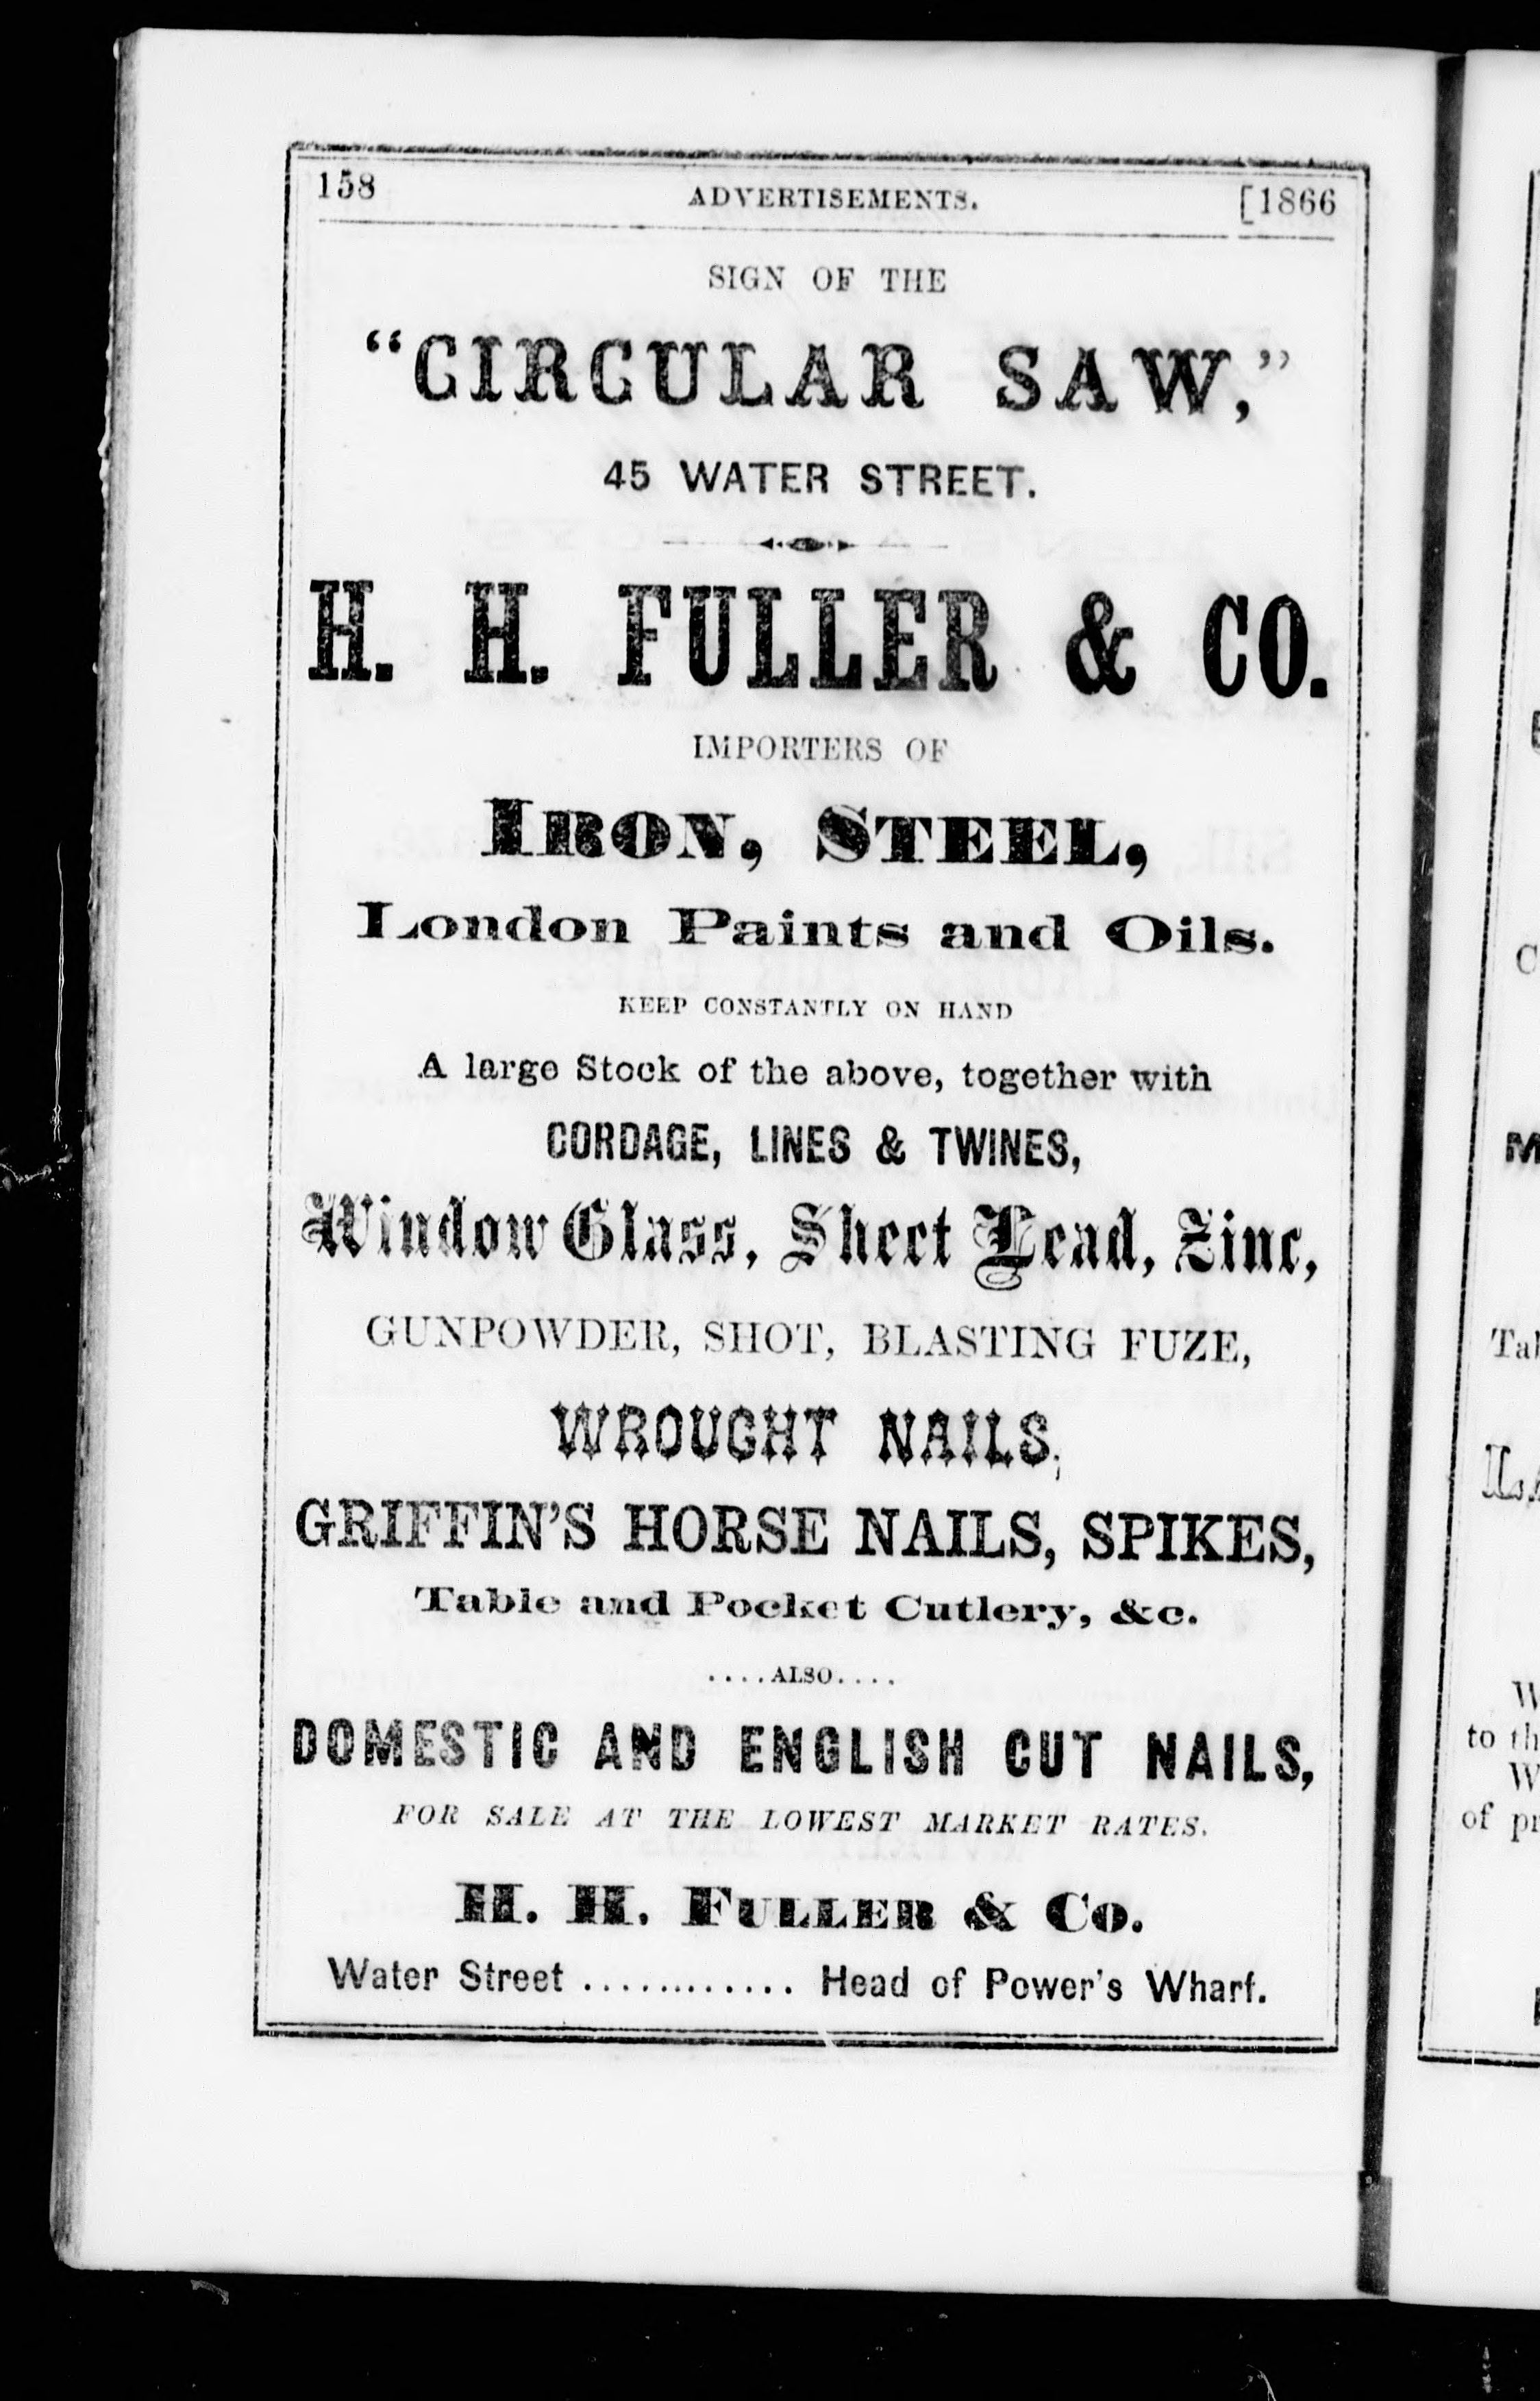 158 ADVERTISEMENTS. [1866
SIGN OF THE
“CIRCULAR SAW,”
45 WATER STREET.
H. H. FULLER & CO.
IMPORTERS OF
IRON, STEEL,
London Paints and Oils.
KEEP CONSTANTLY ON HAND
A large Stock of the above, together with
CORDAGE, LINES & TWINES,
Window Glass, Sheet Lead, Zinc,
GUNPOWDER, SHOT, BLASTING FUZE,
WROUGHT NAILS,
GRIFFIN'S HORSE NAILS, SPIKES,
Table and Pocket Cutlery, &c.
....ALSO....
DOMESTIC AND ENGLISH CUT NAILS,
FOR SALE AT THE LOWEST MARKET RATES.
H. H. FULLER & Co.
Water Street ............ Head of Power's Wharf.
to
of